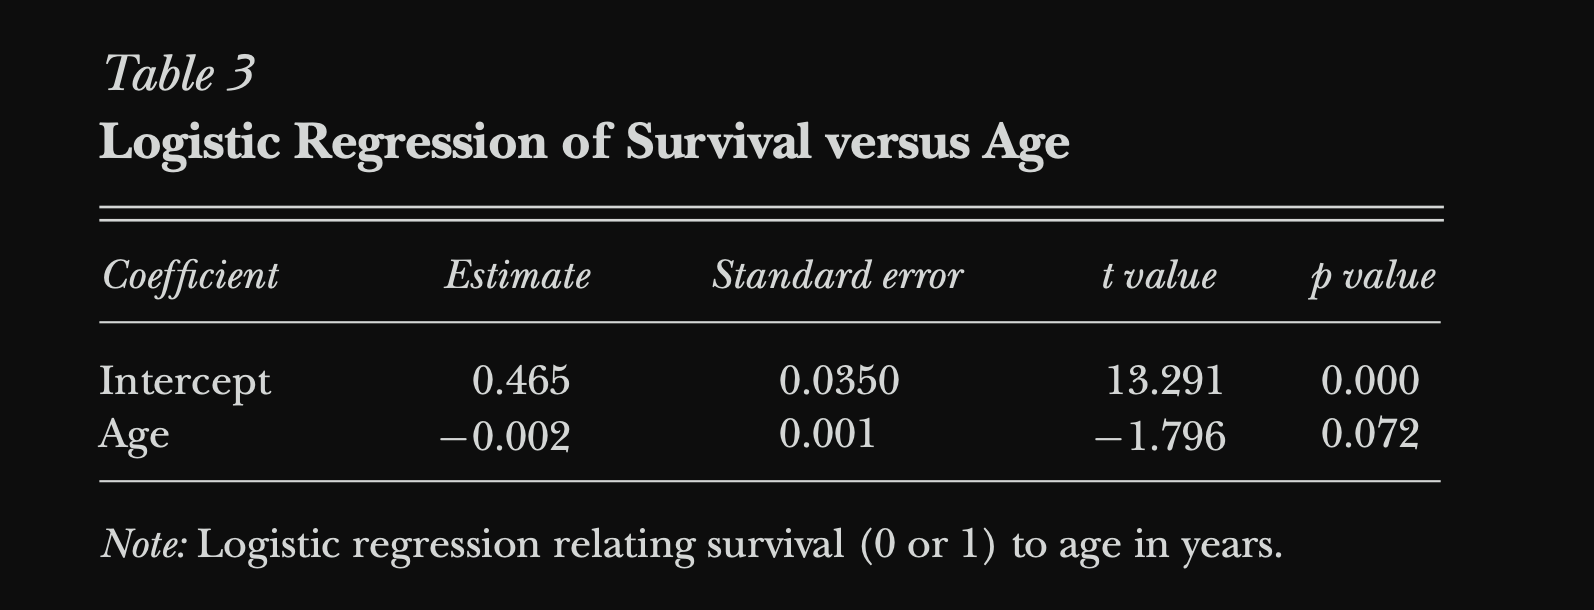 Table 3
Logistic Regression of Survival versus Age
Coefficient Estimate Standard error t value p value
Intercept 0.465 0.0350 13.291 0.000
Age −0.002 0.001 −1.796 0.072
Note: Logistic regression relating survival (0 or 1) to age in years.